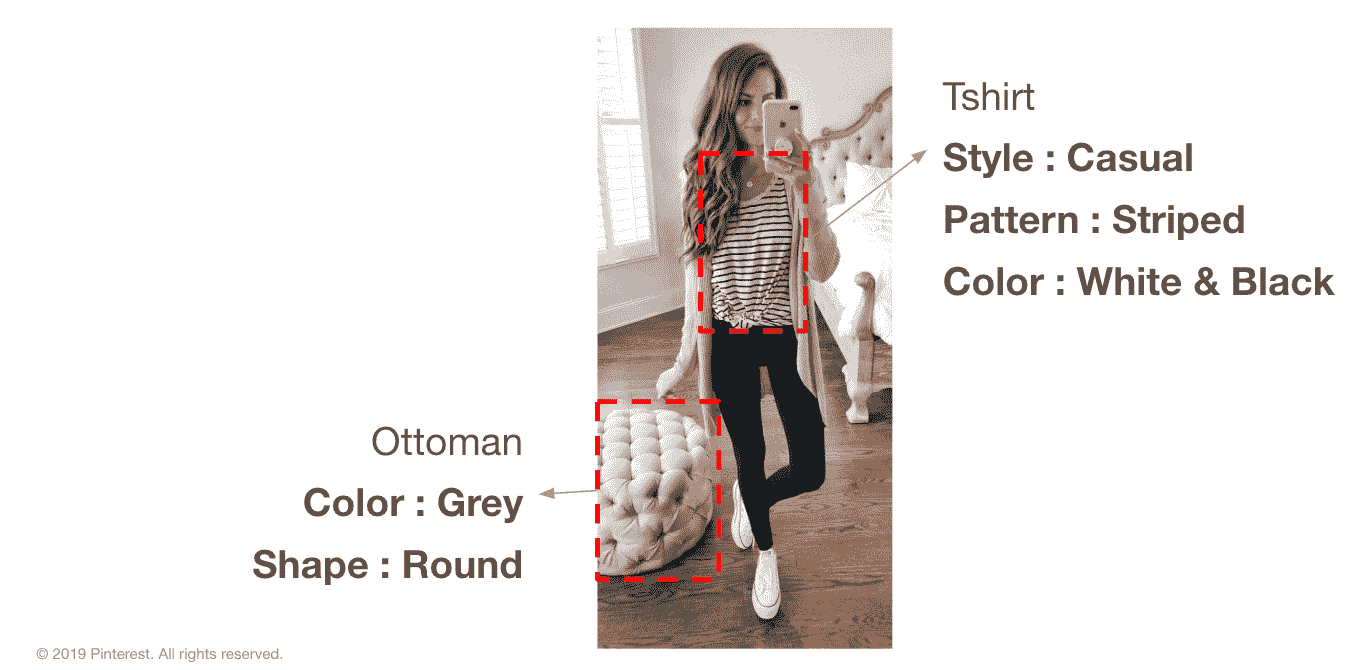 Tshirt
Style : Casual
Pattern : Striped
Color : White & Black
Ottoman
Color : Grey
Shape : Round
© 2019 Pinterest. All rights reserved.